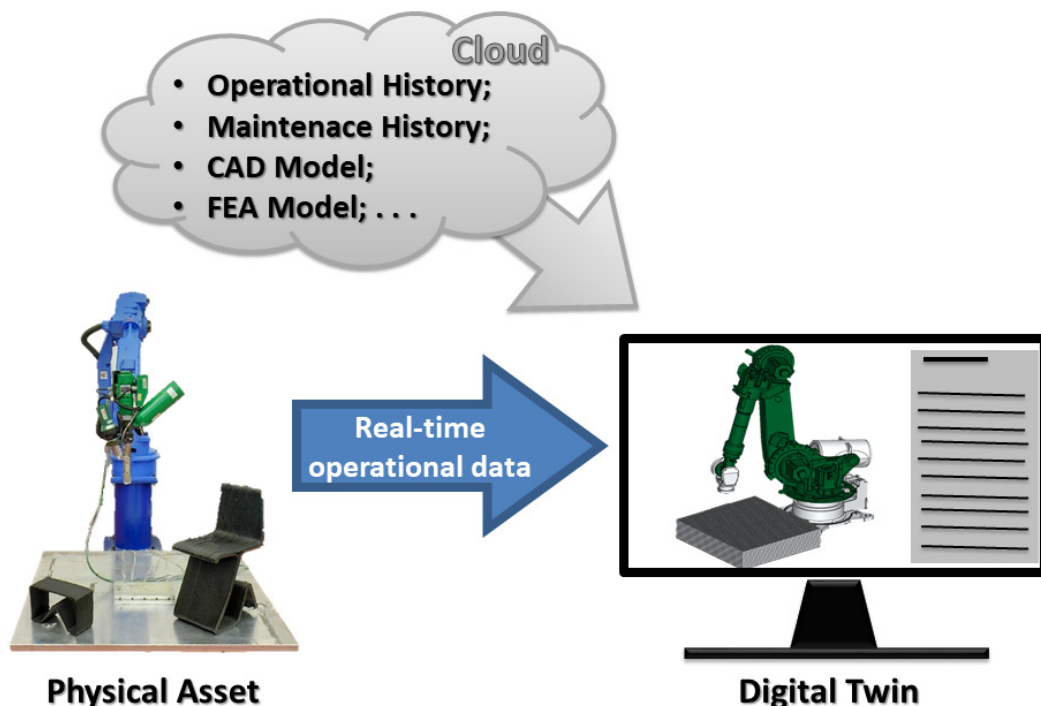 Cloud
• Operational History;
• Maintenace History;
• CAD Model;
• FEA Model; . . .
Real-time
operational data
Physical Asset
Digital Twin